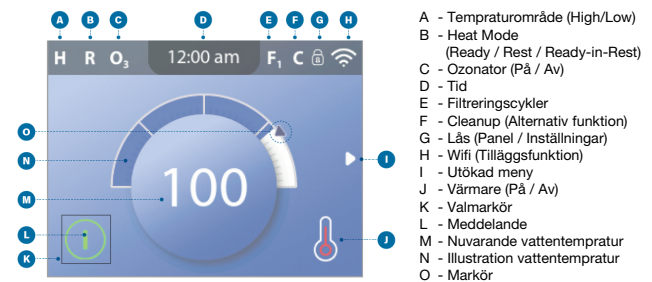 A B C D E F G H
H R O₃ 12:00 am F₁ C 8
O
N I
100
M
L i J
K
A - Tempraturområde (High/Low)
B - Heat Mode
(Ready / Rest / Ready-in-Rest)
C - Ozonator (På / Av)
D - Tid
E - Filtreringscykler
F - Cleanup (Alternativ funktion)
G - Lås (Panel / Inställningar)
H - Wifi (Tilläggsfunktion)
I - Utökad meny
J - Värmare (På / Av)
K - Valmarkör
L - Meddelande
M - Nuvarande vattentempratur
N - Illustration vattentempratur
O - Markör